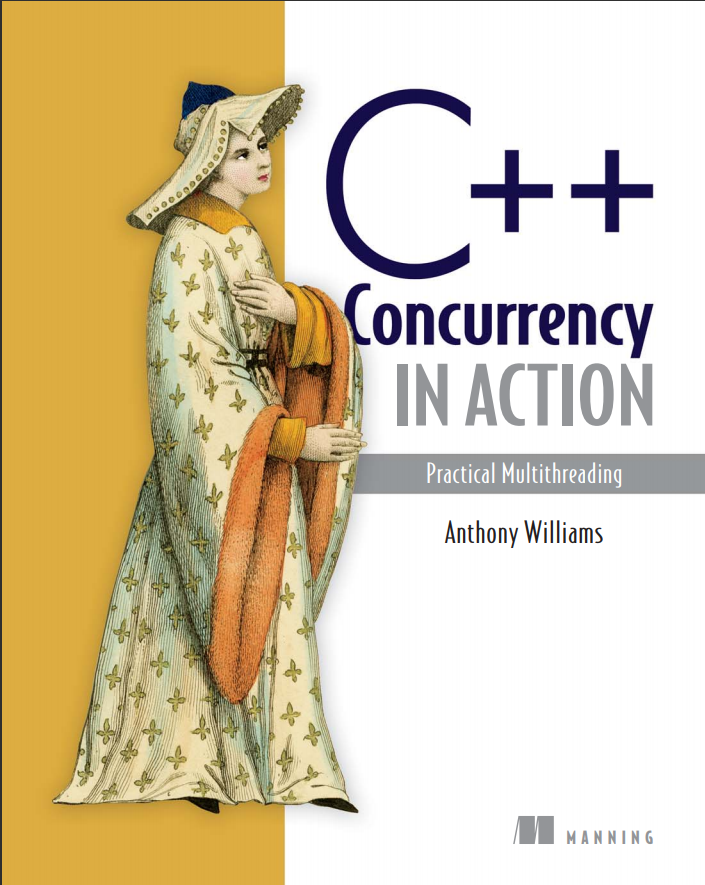 C++
Concurrency
IN ACTION
Practical Multithreading
Anthony Williams
MANNING